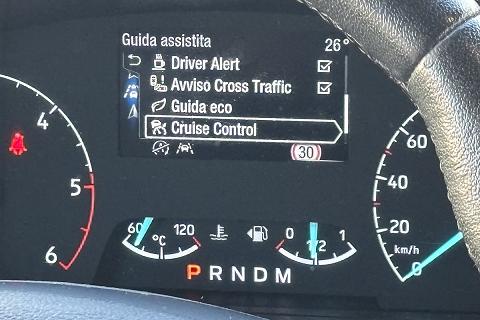 Guida assistita 26°
Driver Alert
Avviso Cross Traffic
Guida eco
Cruise Control
30
4
5
6
60
40
20
0
km/h
60 120
°C
0 1/2 1
P R N D M